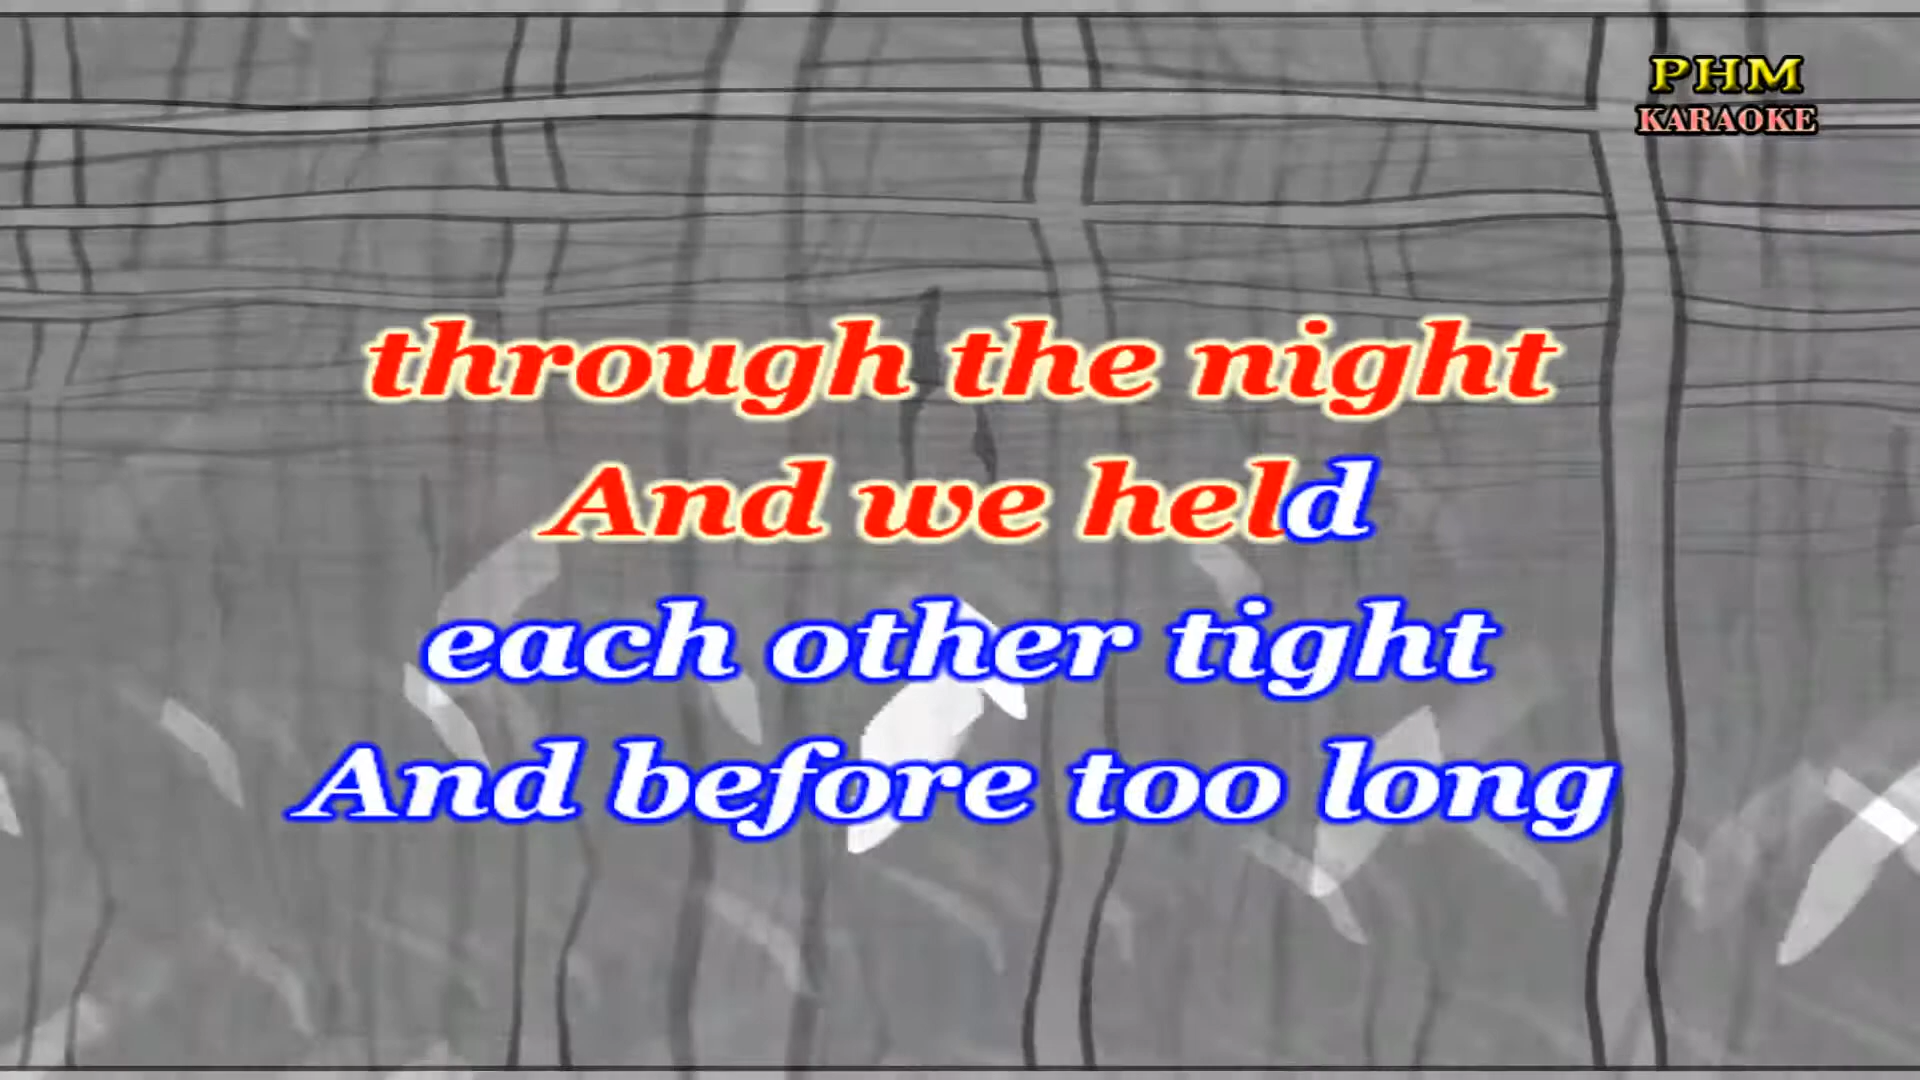 PHM
KARAOKE
through the night
And we held
each other tight
And before too long